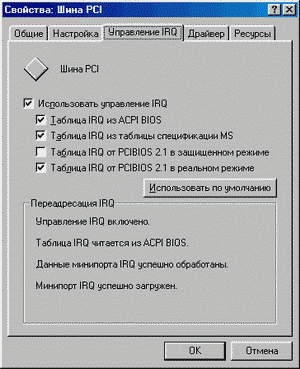 Свойства: Шина PCI
Общие Настройка Управление IRQ Драйвер Ресурсы
Шина PCI
Использовать управление IRQ
Таблица IRQ из ACPI BIOS
Таблица IRQ из таблицы спецификации MS
Таблица IRQ от PCIBIOS 2.1 в защищенном режиме
Таблица IRQ от PCIBIOS 2.1 в реальном режиме
Использовать по умолчанию
Переадресация IRQ
Управление IRQ включено.
Таблица IRQ читается из ACPI BIOS.
Данные минипорта IRQ успешно обработаны.
Минипорт IRQ успешно загружен.
OK Отмена